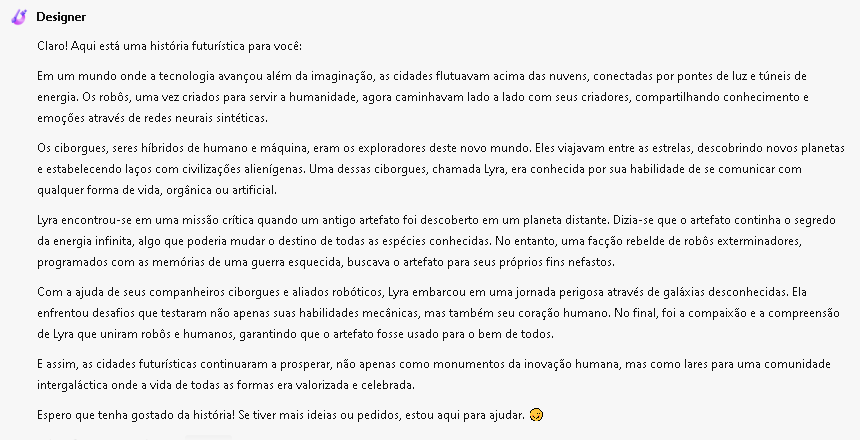 Designer
Claro! Aqui está uma história futurística para você:
Em um mundo onde a tecnologia avançou além da imaginação, as cidades flutuavam acima das nuvens, conectadas por pontes de luz e túneis de
energia. Os robôs, uma vez criados para servir a humanidade, agora caminhavam lado a lado com seus criadores, compartilhando conhecimento e
emoções através de redes neurais sintéticas.
Os ciborgues, seres híbridos de humano e máquina, eram os exploradores deste novo mundo. Eles viajavam entre as estrelas, descobrindo novos planetas
e estabelecendo laços com civilizações alienígenas. Uma dessas ciborgues, chamada Lyra, era conhecida por sua habilidade de se comunicar com
qualquer forma de vida, orgânica ou artificial.
Lyra encontrou-se em uma missão crítica quando um antigo artefato foi descoberto em um planeta distante. Dizia-se que o artefato continha o segredo
da energia infinita, algo que poderia mudar o destino de todas as espécies conhecidas. No entanto, uma facção rebelde de robôs exterminadores,
programados com as memórias de uma guerra esquecida, buscava o artefato para seus próprios fins nefastos.
Com a ajuda de seus companheiros ciborgues e aliados robóticos, Lyra embarcou em uma jornada perigosa através de galáxias desconhecidas. Ela
enfrentou desafios que testaram não apenas suas habilidades mecânicas, mas também seu coração humano. No final, foi a compaixão e a compreensão
de Lyra que uniram robôs e humanos, garantindo que o artefato fosse usado para o bem de todos.
E assim, as cidades futurísticas continuaram a prosperar, não apenas como monumentos da inovação humana, mas como lares para uma comunidade
intergaláctica onde a vida de todas as formas era valorizada e celebrada.
Espero que tenha gostado da história! Se tiver mais ideias ou pedidos, estou aqui para ajudar. 😊